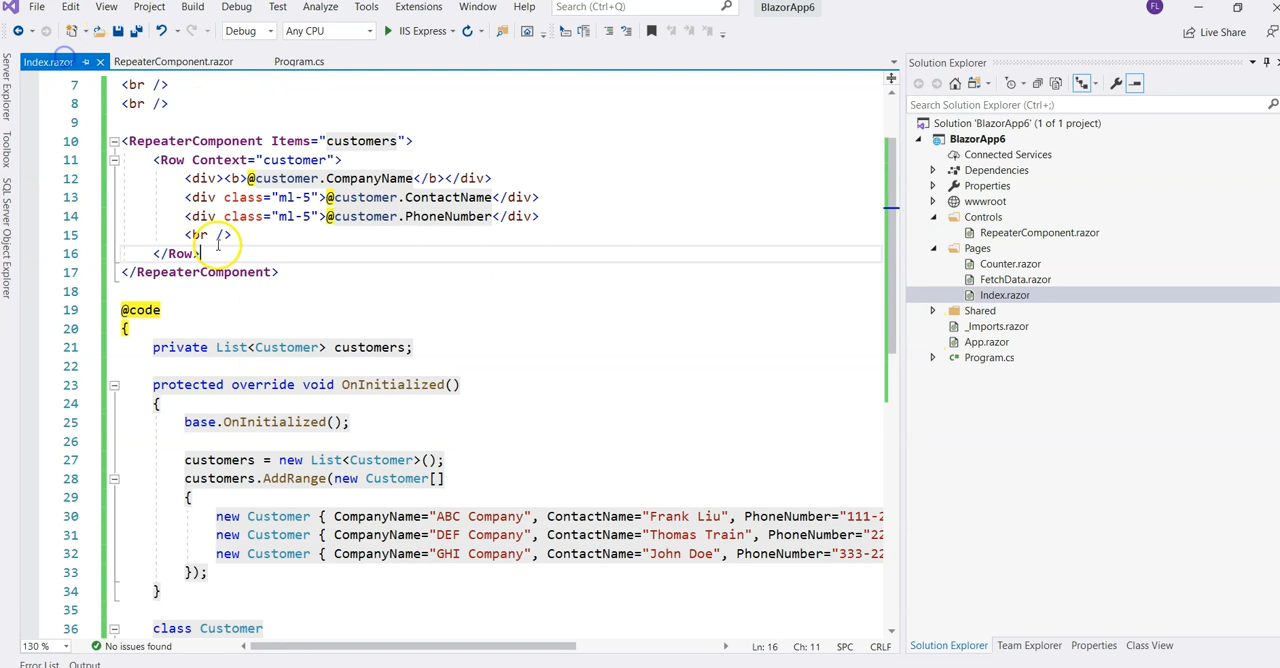 File Edit View Project Build Debug Test Analyze Tools Extensions Window Help Search (Ctrl+Q) BlazorApp6 FL
Debug Any CPU IIS Express Live Share
Index.razor RepeaterComponent.razor Program.cs
Server Explorer
Toolbox
SQL Server Object Explorer
7 <br />
8 <br />
9
10 <RepeaterComponent Items="customers">
11 <Row Context="customer">
12 <div><b>@customer.CompanyName</b></div>
13 <div class="ml-5">@customer.ContactName</div>
14 <div class="ml-5">@customer.PhoneNumber</div>
15 <br />
16 </Row>
17 </RepeaterComponent>
18
19 @code
20 {
21 private List<Customer> customers;
22
23 protected override void OnInitialized()
24 {
25 base.OnInitialized();
26
27 customers = new List<Customer>();
28 customers.AddRange(new Customer[]
29 {
30 new Customer { CompanyName="ABC Company", ContactName="Frank Liu", PhoneNumber="111-2
31 new Customer { CompanyName="DEF Company", ContactName="Thomas Train", PhoneNumber="22
32 new Customer { CompanyName="GHI Company", ContactName="John Doe", PhoneNumber="333-22
33 });
34 }
35
36 class Customer
130 % No issues found Ln: 16 Ch: 11 SPC CRLF
Error List Output
Solution Explorer
Search Solution Explorer (Ctrl+;)
Solution 'BlazorApp6' (1 of 1 project)
BlazorApp6
Connected Services
Dependencies
Properties
wwwroot
Controls
RepeaterComponent.razor
Pages
Counter.razor
FetchData.razor
Index.razor
Shared
_Imports.razor
App.razor
C# Program.cs
Solution Explorer Team Explorer Properties Class View